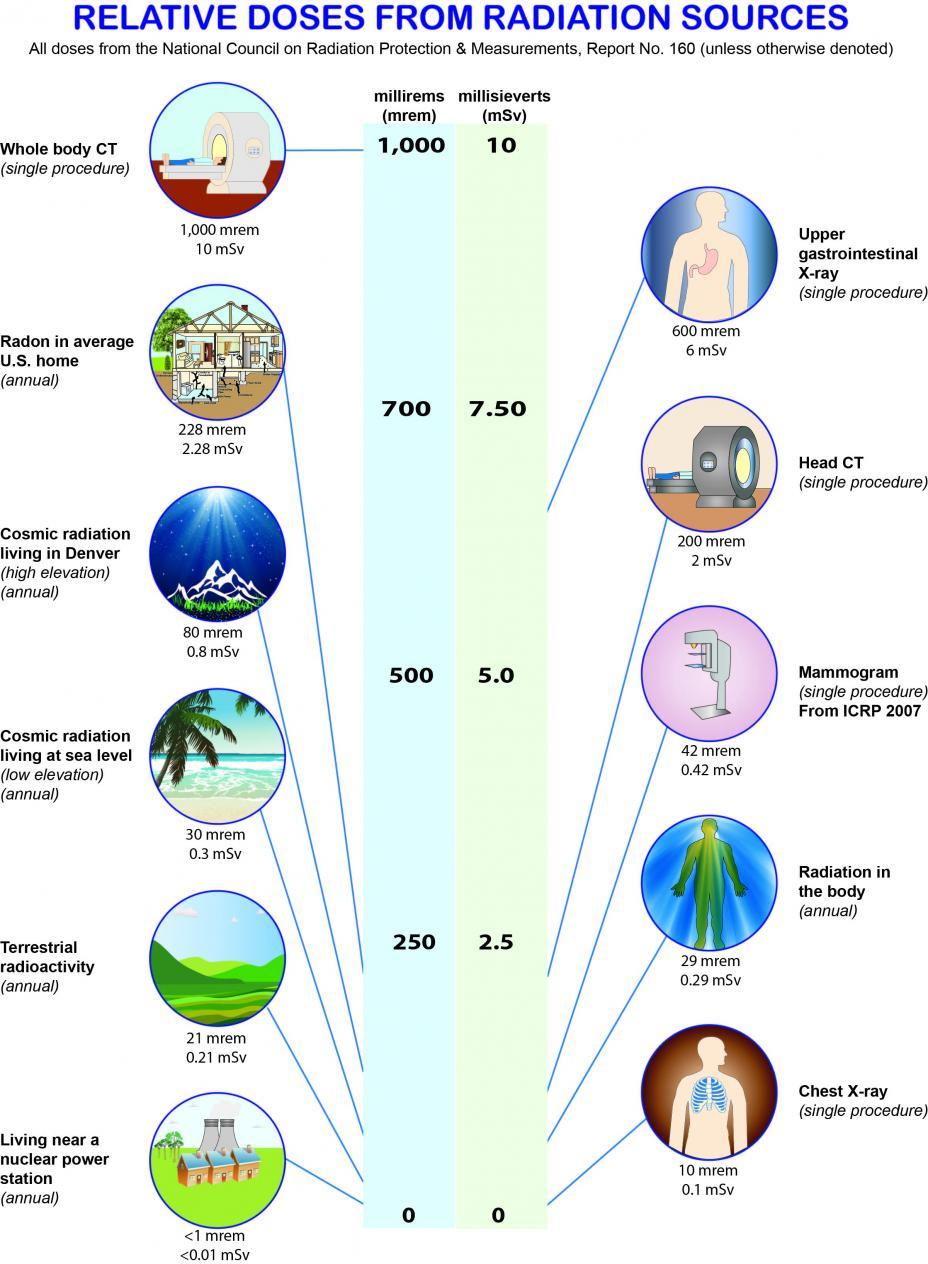 RELATIVE DOSES FROM RADIATION SOURCES
All doses from the National Council on Radiation Protection & Measurements, Report No. 160 (unless otherwise denoted)
millirems
(mrem)
millisieverts
(mSv)
1,000 10
700 7.50
500 5.0
250 2.5
0 0
Whole body CT
(single procedure)
1,000 mrem
10 mSv
Radon in average
U.S. home
(annual)
228 mrem
2.28 mSv
Cosmic radiation
living in Denver
(high elevation)
(annual)
80 mrem
0.8 mSv
Cosmic radiation
living at sea level
(low elevation)
(annual)
30 mrem
0.3 mSv
Terrestrial
radioactivity
(annual)
21 mrem
0.21 mSv
Living near a
nuclear power
station
(annual)
<1 mrem
<0.01 mSv
Upper
gastrointestinal
X-ray
(single procedure)
600 mrem
6 mSv
Head CT
(single procedure)
200 mrem
2 mSv
Mammogram
(single procedure)
From ICRP 2007
42 mrem
0.42 mSv
Radiation in
the body
(annual)
29 mrem
0.29 mSv
Chest X-ray
(single procedure)
10 mrem
0.1 mSv